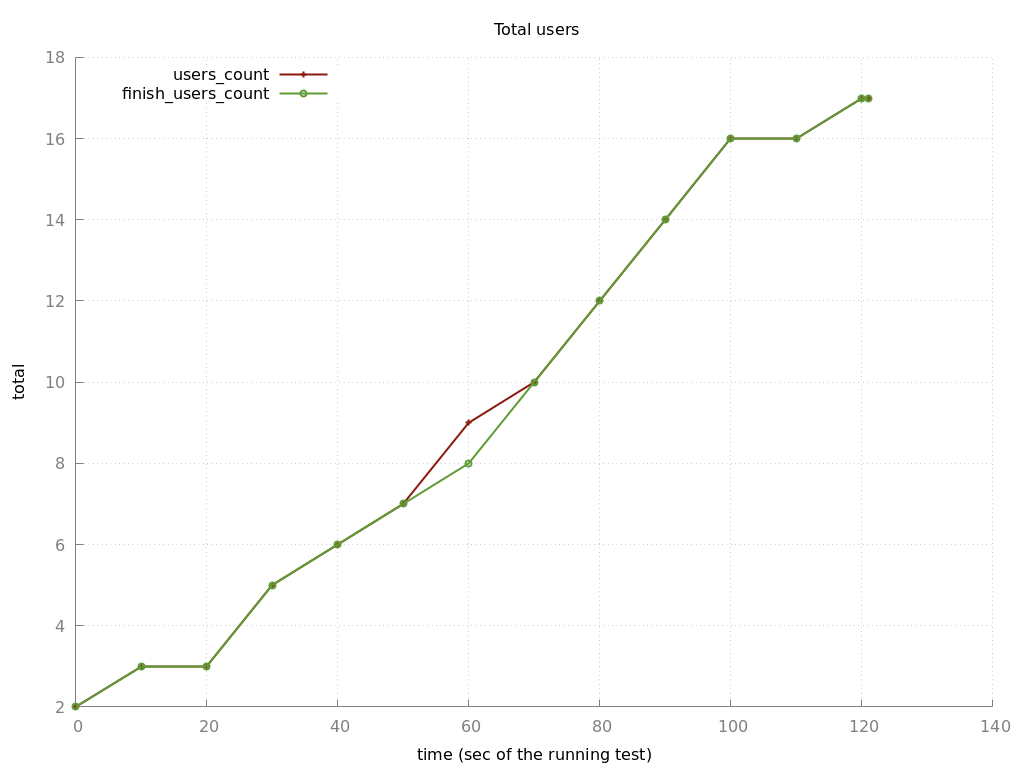 Total users
users_count
finish_users_count
18
16
14
12
10
8
6
4
2
total
0 20 40 60 80 100 120 140
time (sec of the running test)